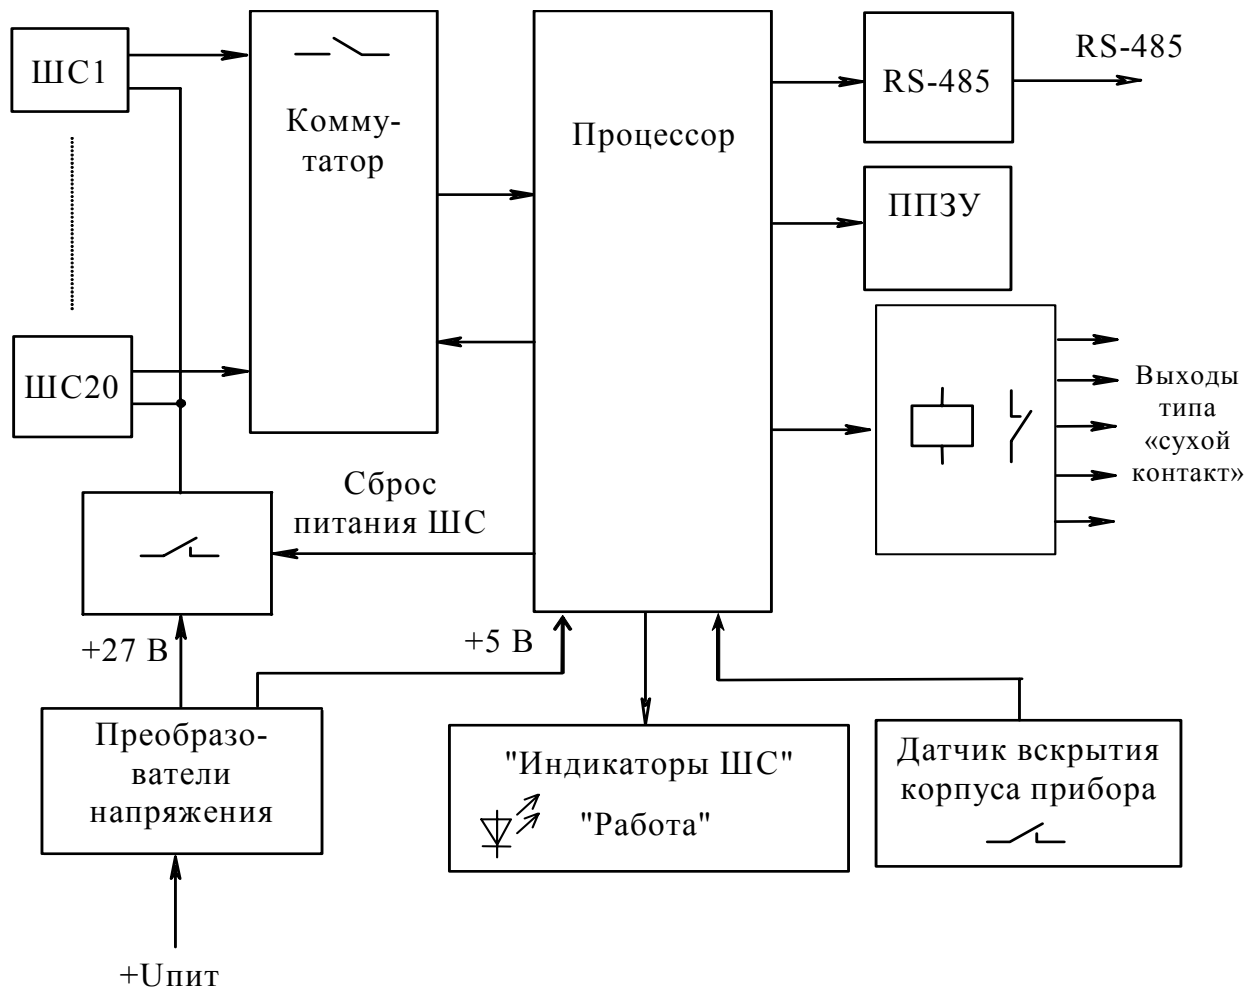 ШС1
Комму-
татор
Процессор
RS-485
RS-485
ППЗУ
ШС20
Выходы
типа
«сухой
контакт»
Сброс
питания ШС
+27 В
+5 В
Преобразо-
ватели
напряжения
"Индикаторы ШС"
"Работа"
Датчик вскрытия
корпуса прибора
+Uпит